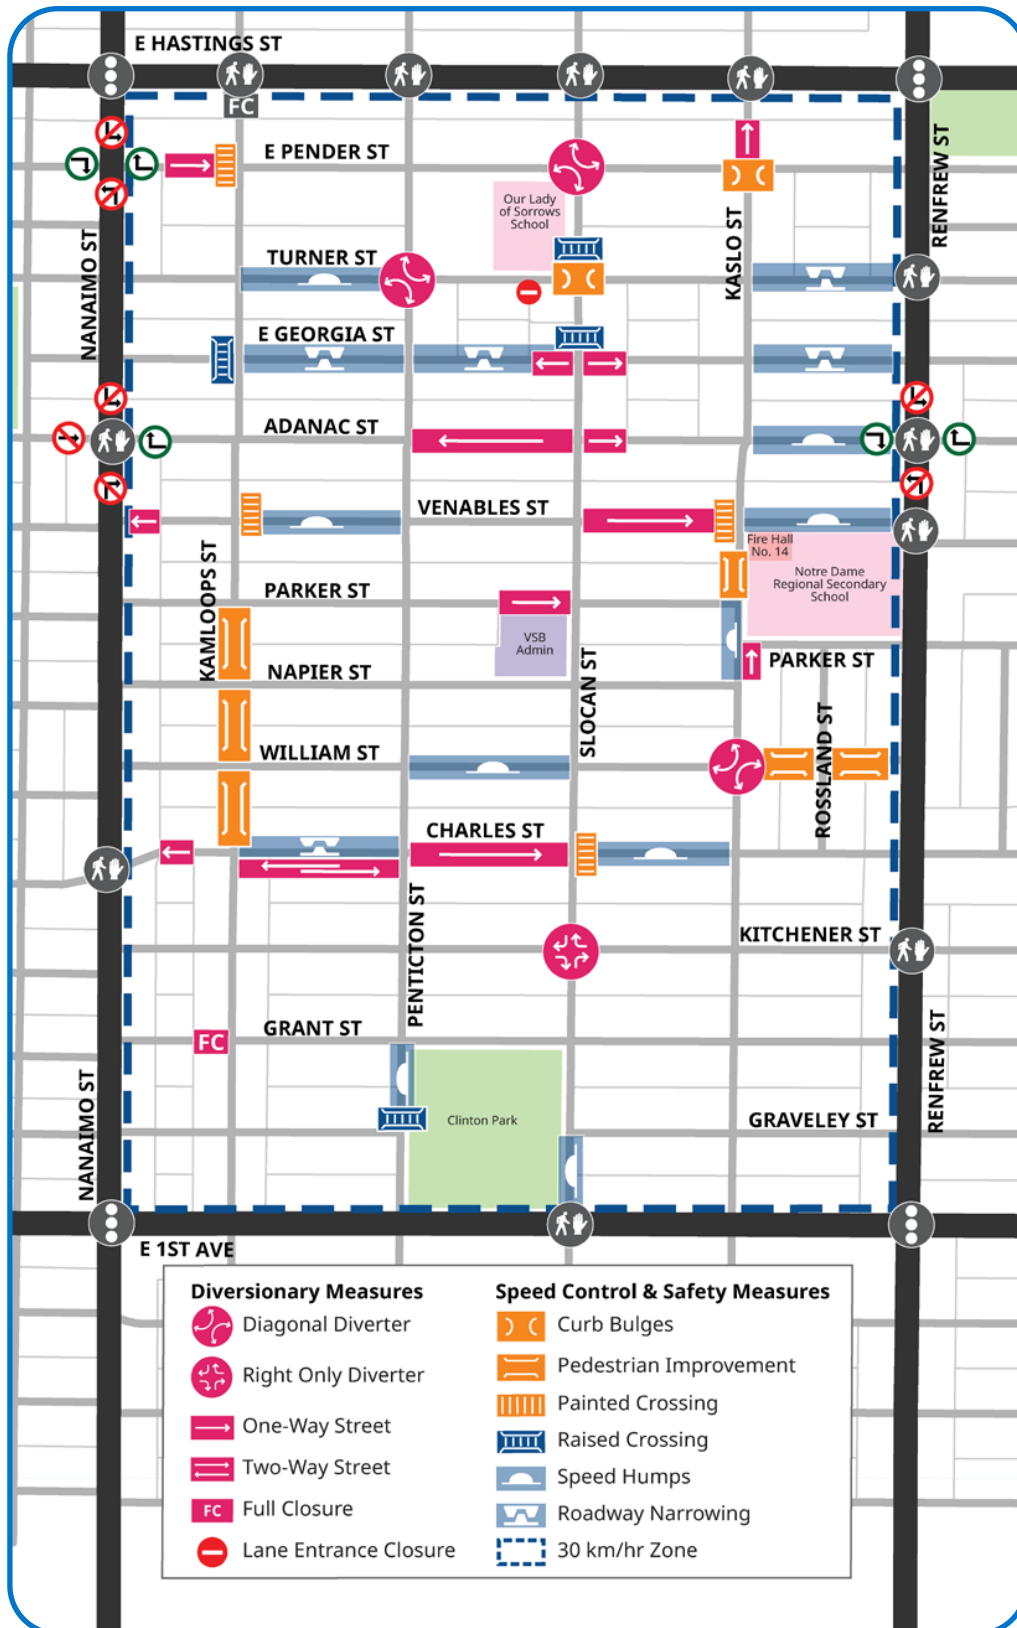 E HASTINGS ST
FC
E PENDER ST
RENFREW ST
Our Lady
of Sorrows
School
KASLO ST
NANAIMO ST
TURNER ST
E GEORGIA ST
ADANAC ST
VENABLES ST
Fire Hall
No. 14
Notre Dame
Regional Secondary
School
KAMLOOPS ST
PARKER ST
VSB
Admin
SLOCAN ST
PARKER ST
NAPIER ST
ROSSLAND ST
WILLIAM ST
CHARLES ST
PENTICTON ST
KITCHENER ST
GRANT ST
FC
RENFREW ST
NANAIMO ST
Clinton Park
GRAVELEY ST
E 1ST AVE
Diversionary Measures
Diagonal Diverter
Right Only Diverter
One-Way Street
Two-Way Street
FC Full Closure
Lane Entrance Closure
Speed Control & Safety Measures
Curb Bulges
Pedestrian Improvement
Painted Crossing
Raised Crossing
Speed Humps
Roadway Narrowing
30 km/hr Zone